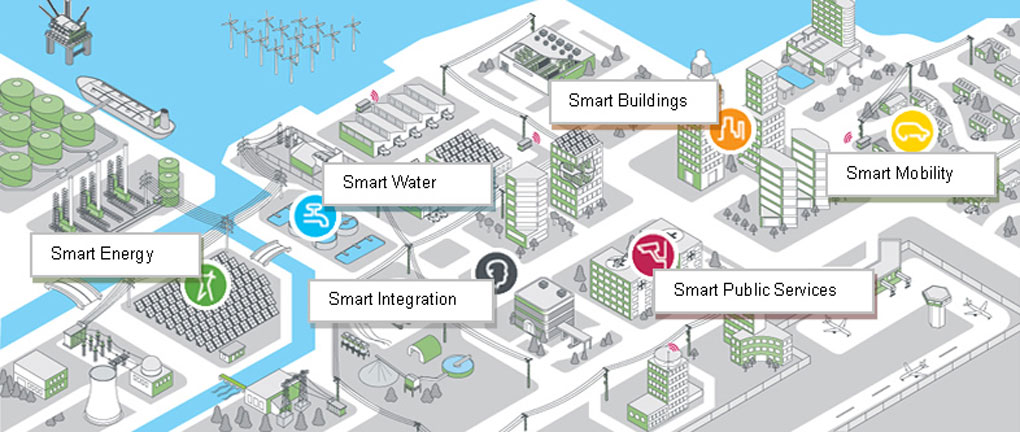 Smart Buildings
Smart Mobility
Smart Water
Smart Energy
Smart Integration
Smart Public Services